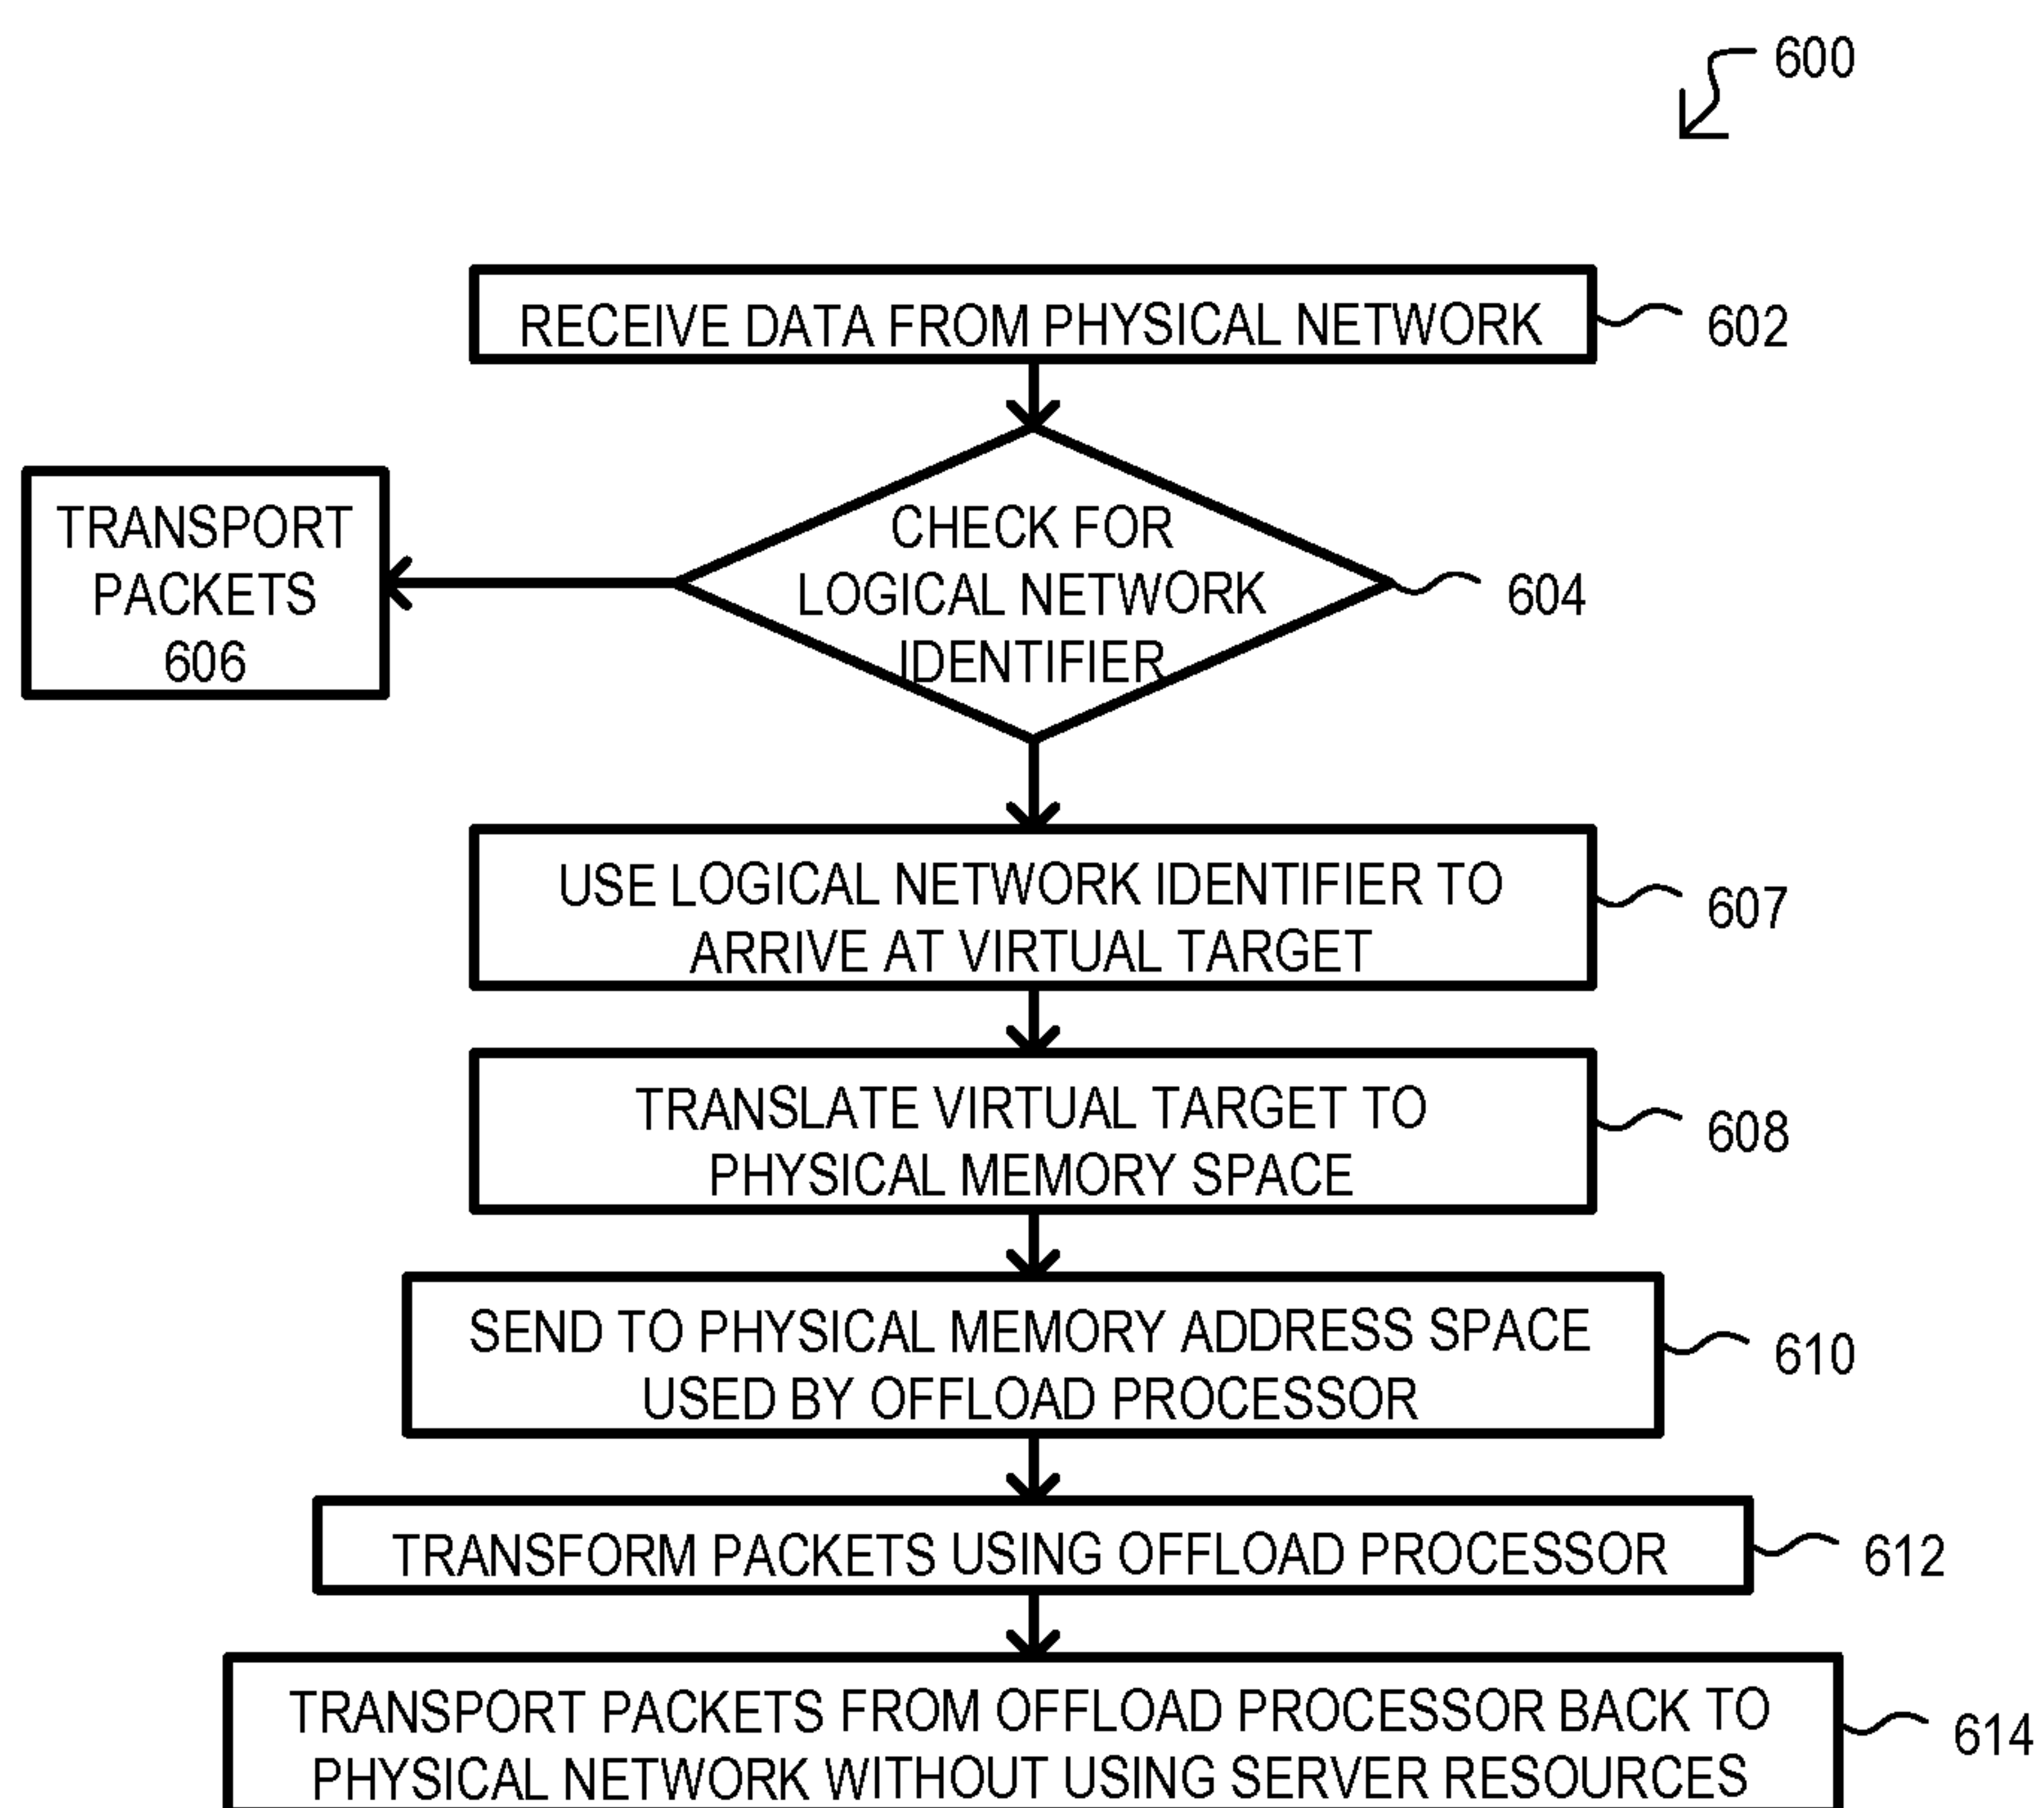 600
RECEIVE DATA FROM PHYSICAL NETWORK
602
CHECK FOR
LOGICAL NETWORK
IDENTIFIER
604
TRANSPORT
PACKETS
606
USE LOGICAL NETWORK IDENTIFIER TO
ARRIVE AT VIRTUAL TARGET
607
TRANSLATE VIRTUAL TARGET TO
PHYSICAL MEMORY SPACE
608
SEND TO PHYSICAL MEMORY ADDRESS SPACE
USED BY OFFLOAD PROCESSOR
610
TRANSFORM PACKETS USING OFFLOAD PROCESSOR
612
TRANSPORT PACKETS FROM OFFLOAD PROCESSOR BACK TO
PHYSICAL NETWORK WITHOUT USING SERVER RESOURCES
614